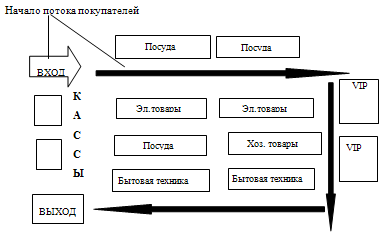 Начало потока покупателей
Посуда Посуда
ВХОД
VIP
КАССЫ
Эл.товары Эл.товары
Посуда Хоз. товары
VIP
Бытовая техника Бытовая техника
ВЫХОД